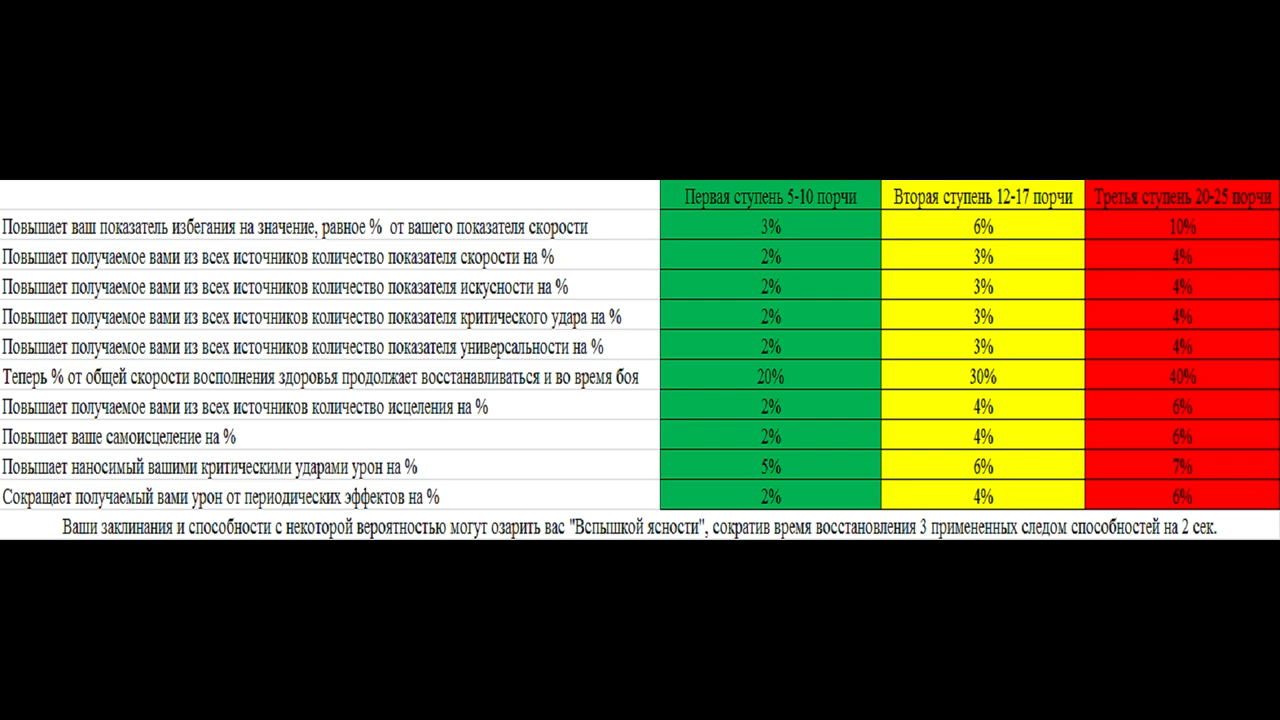 Первая ступень 5-10 порчи Вторая ступень 12-17 порчи Третья ступень 20-25 порчи
Повышает ваш показатель избегания на значение, равное % от вашего показателя скорости 3% 6% 10%
Повышает получаемое вами из всех источников количество показателя скорости на % 2% 3% 4%
Повышает получаемое вами из всех источников количество показателя искусности на % 2% 3% 4%
Повышает получаемое вами из всех источников количество показателя критического удара на % 2% 3% 4%
Повышает получаемое вами из всех источников количество показателя универсальности на % 2% 3% 4%
Теперь % от общей скорости восполнения здоровья продолжает восстанавливаться и во время боя 20% 30% 40%
Повышает получаемое вами из всех источников количество исцеления на % 2% 4% 6%
Повышает ваше самоисцеление на % 2% 4% 6%
Повышает наносимый вашими критическими ударами урон на % 5% 6% 7%
Сокращает получаемый вами урон от периодических эффектов на % 2% 4% 6%
Ваши заклинания и способности с некоторой вероятностью могут озарить вас "Вспышкой ясности", сократив время восстановления 3 примененных следом способностей на 2 сек.